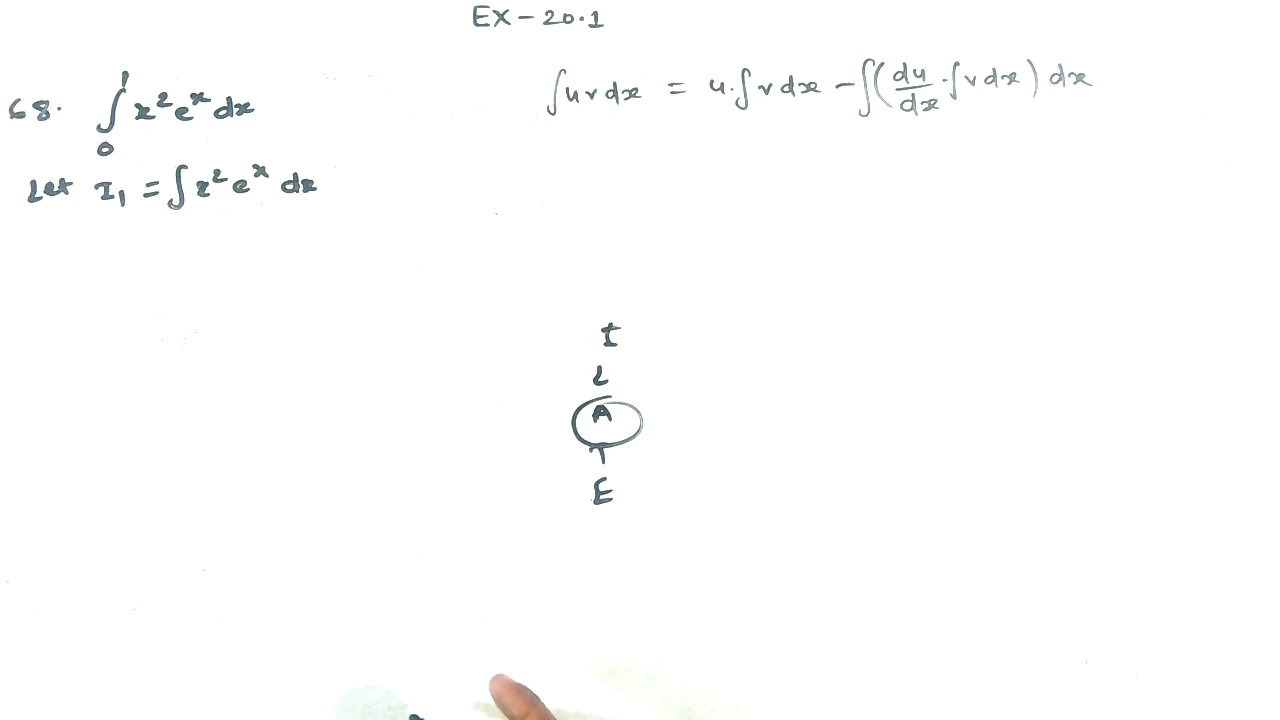 EX - 20.1
68. ∫₀¹ x²eˣ dx
∫uv dx = u.∫v dx - ∫(du/dx . ∫v dx) dx
Let I₁ = ∫x²eˣ dx
I
L
A
T
E